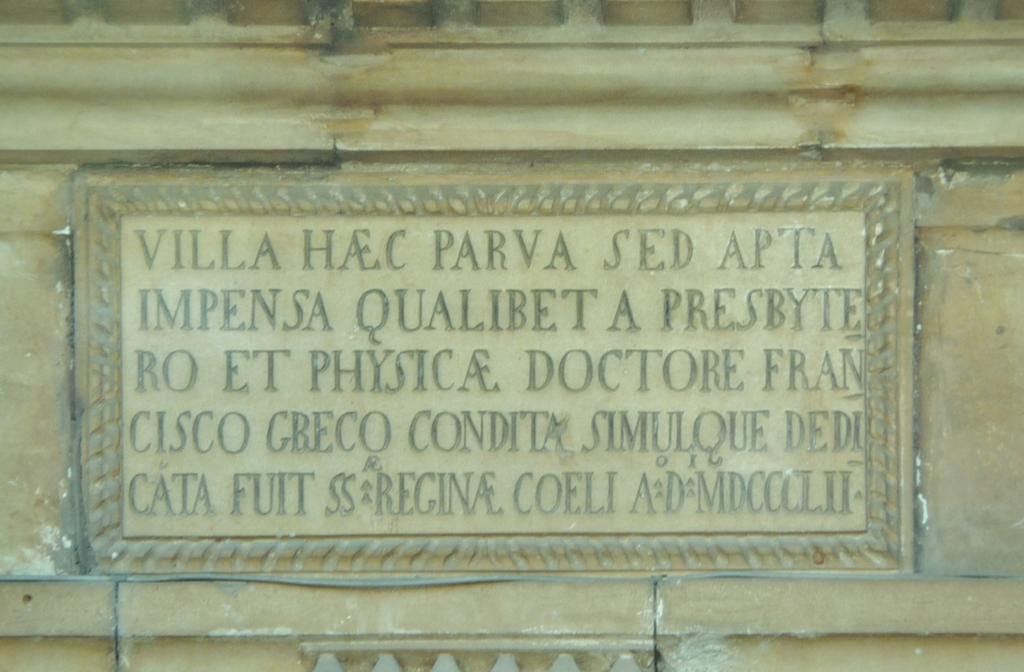 VILLA HÆC PARVA SED APTA
IMPENSA QUALIBET A PRESBYTE
RO ET PHYSICÆ DOCTORE FRAN
CISCO GRECO CONDITA SIMULQUE DEDI
CATA FUIT SS:Æ REGINÆ COELI A:O D:I MDCCCLII